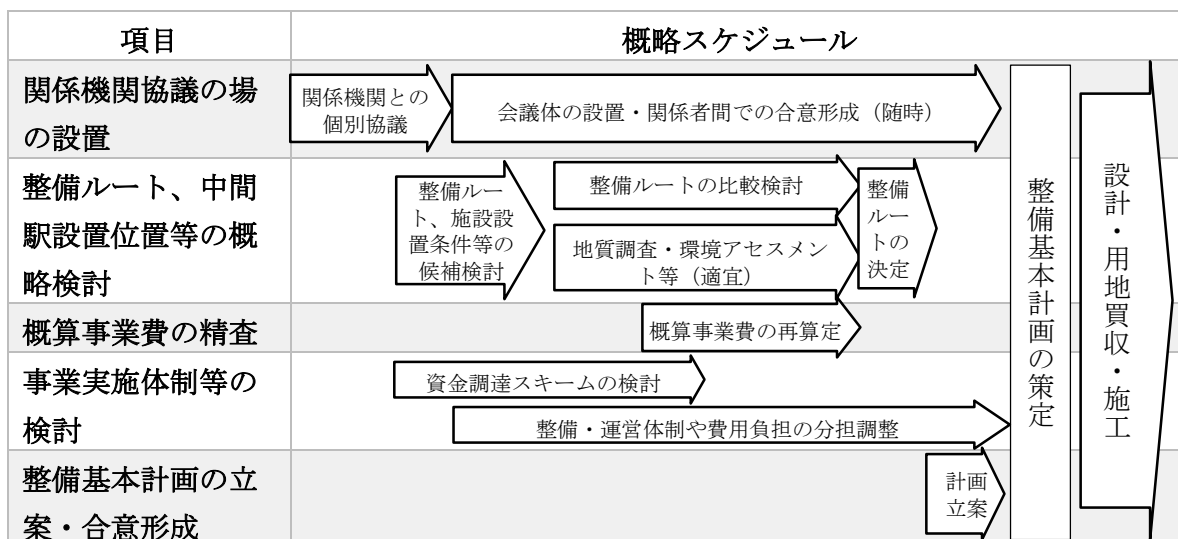 項目
概略スケジュール
関係機関協議の場
の設置
関係機関との
個別協議
会議体の設置・関係者間での合意形成（随時）
整備ルート、中間
駅設置位置等の概
略検討
整備ルー
ト、施設設
置条件等の
候補検討
整備ルートの比較検討
地質調査・環境アセスメン
ト等（適宜）
整備
ルー
トの
決定
概算事業費の精査
概算事業費の再算定
事業実施体制等の
検討
資金調達スキームの検討
整備・運営体制や費用負担の分担調整
整備基本計画の立
案・合意形成
計画
立案
整備基本計画の策定
設計・用地買収・施工